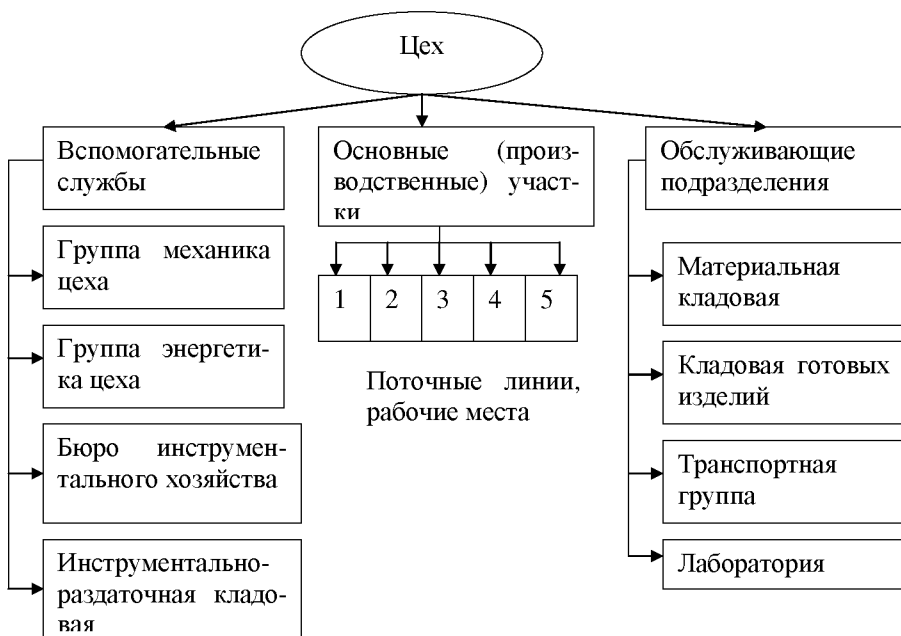 Цех
Вспомогательные
службы
Группа механика
цеха
Группа энергети-
ка цеха
Бюро инструмен-
тального хозяйства
Инструментально-
раздаточная кладо-
вая
Основные (произ-
водственные) участ-
ки
1 2 3 4 5
Поточные линии,
рабочие места
Обслуживающие
подразделения
Материальная
кладовая
Кладовая готовых
изделий
Транспортная
группа
Лаборатория